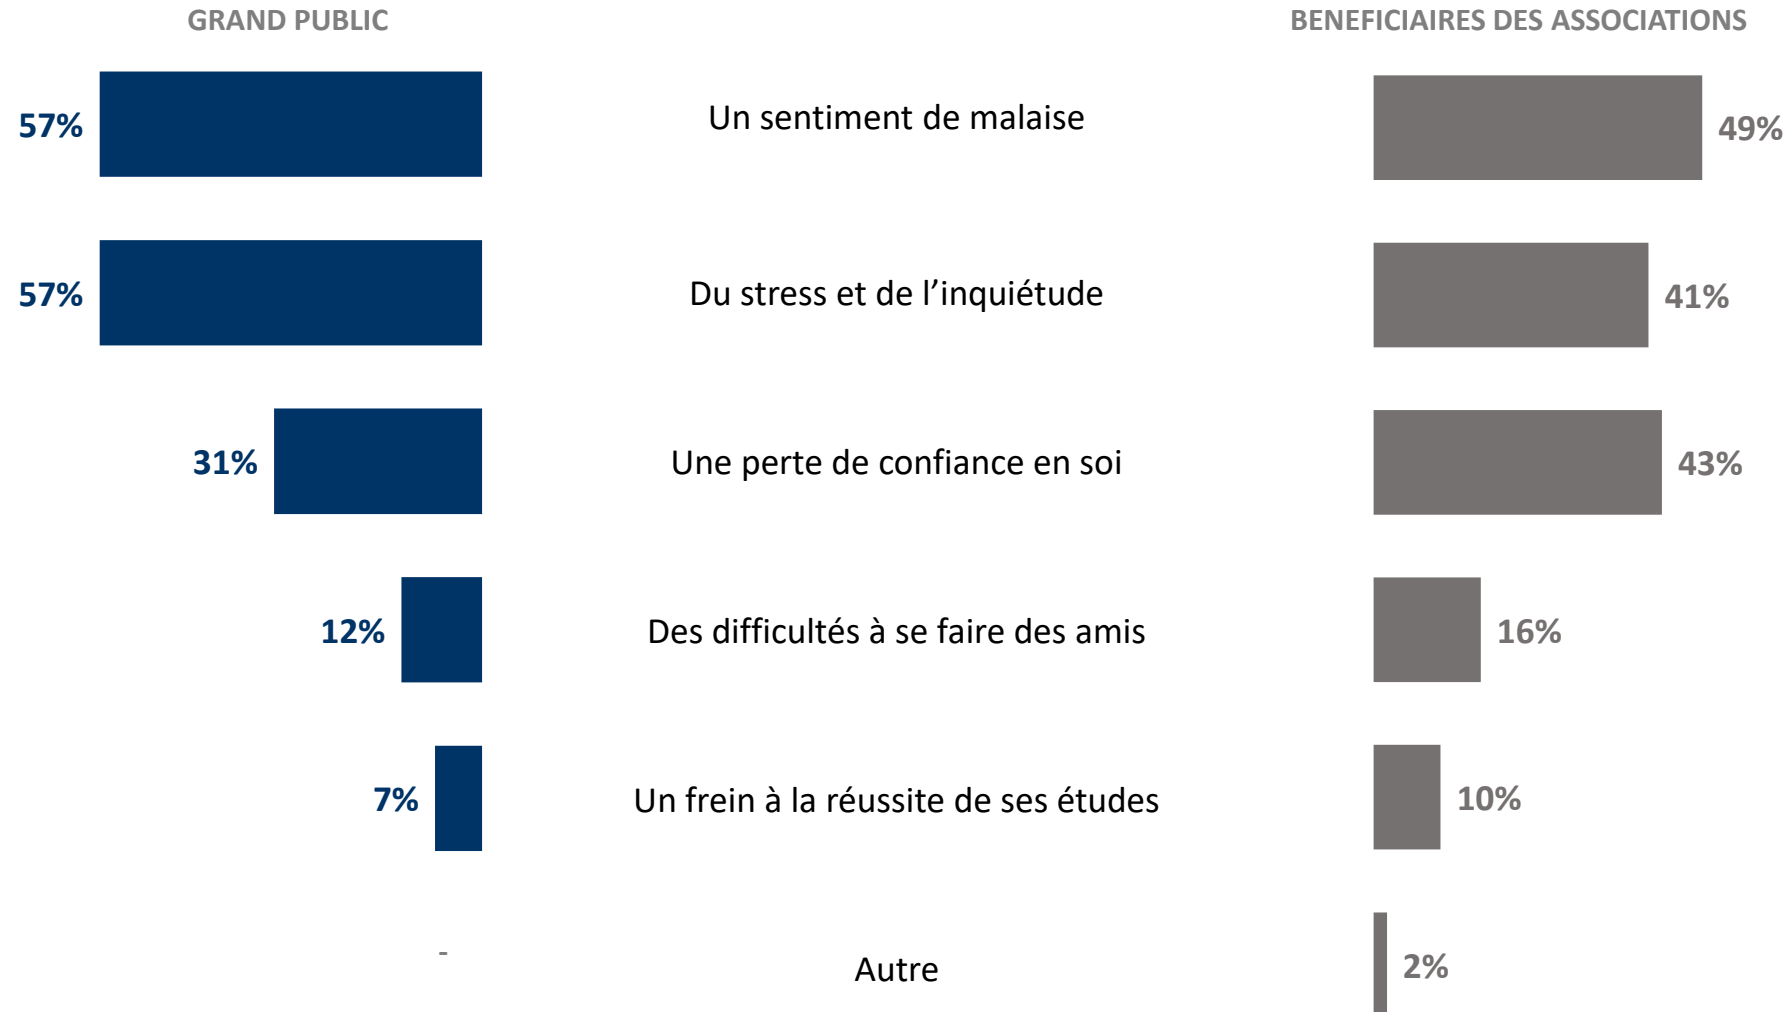 GRAND PUBLIC
BENEFICIAIRES DES ASSOCIATIONS
57%
Un sentiment de malaise
49%
57%
Du stress et de l’inquiétude
41%
31%
Une perte de confiance en soi
43%
12%
Des difficultés à se faire des amis
16%
7%
Un frein à la réussite de ses études
10%
-
Autre
2%